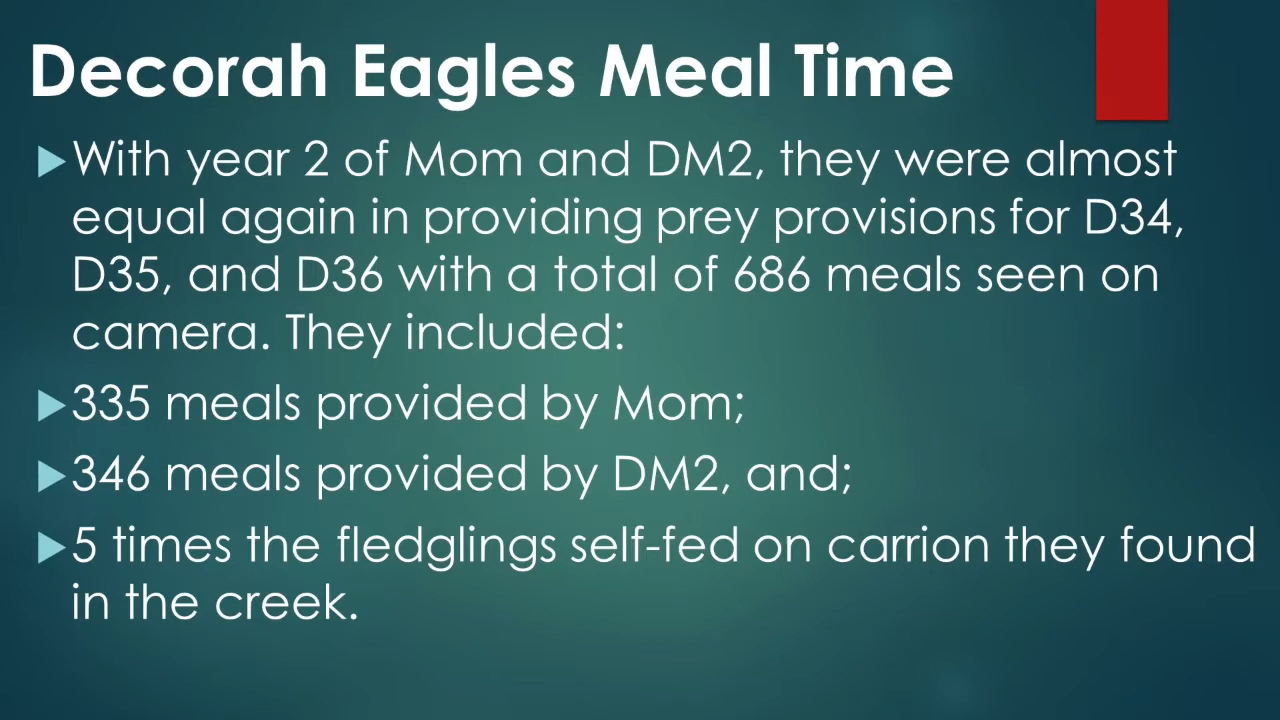 Decorah Eagles Meal Time
With year 2 of Mom and DM2, they were almost
equal again in providing prey provisions for D34,
D35, and D36 with a total of 686 meals seen on
camera. They included:
335 meals provided by Mom;
346 meals provided by DM2, and;
5 times the fledglings self-fed on carrion they found
in the creek.